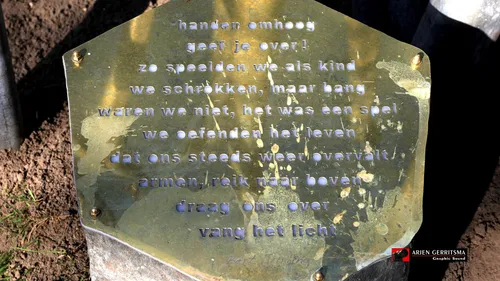 handen omhoog
geef je over!
zo speelden we als kind
we schrokken, maar bang
waren we niet, het was een spel
we oefenden het leven
dat ons steeds weer overvalt
armen, reik naar boven
draag ons over
vang het licht
ARJEN GERRITSMA
Graphic Sound